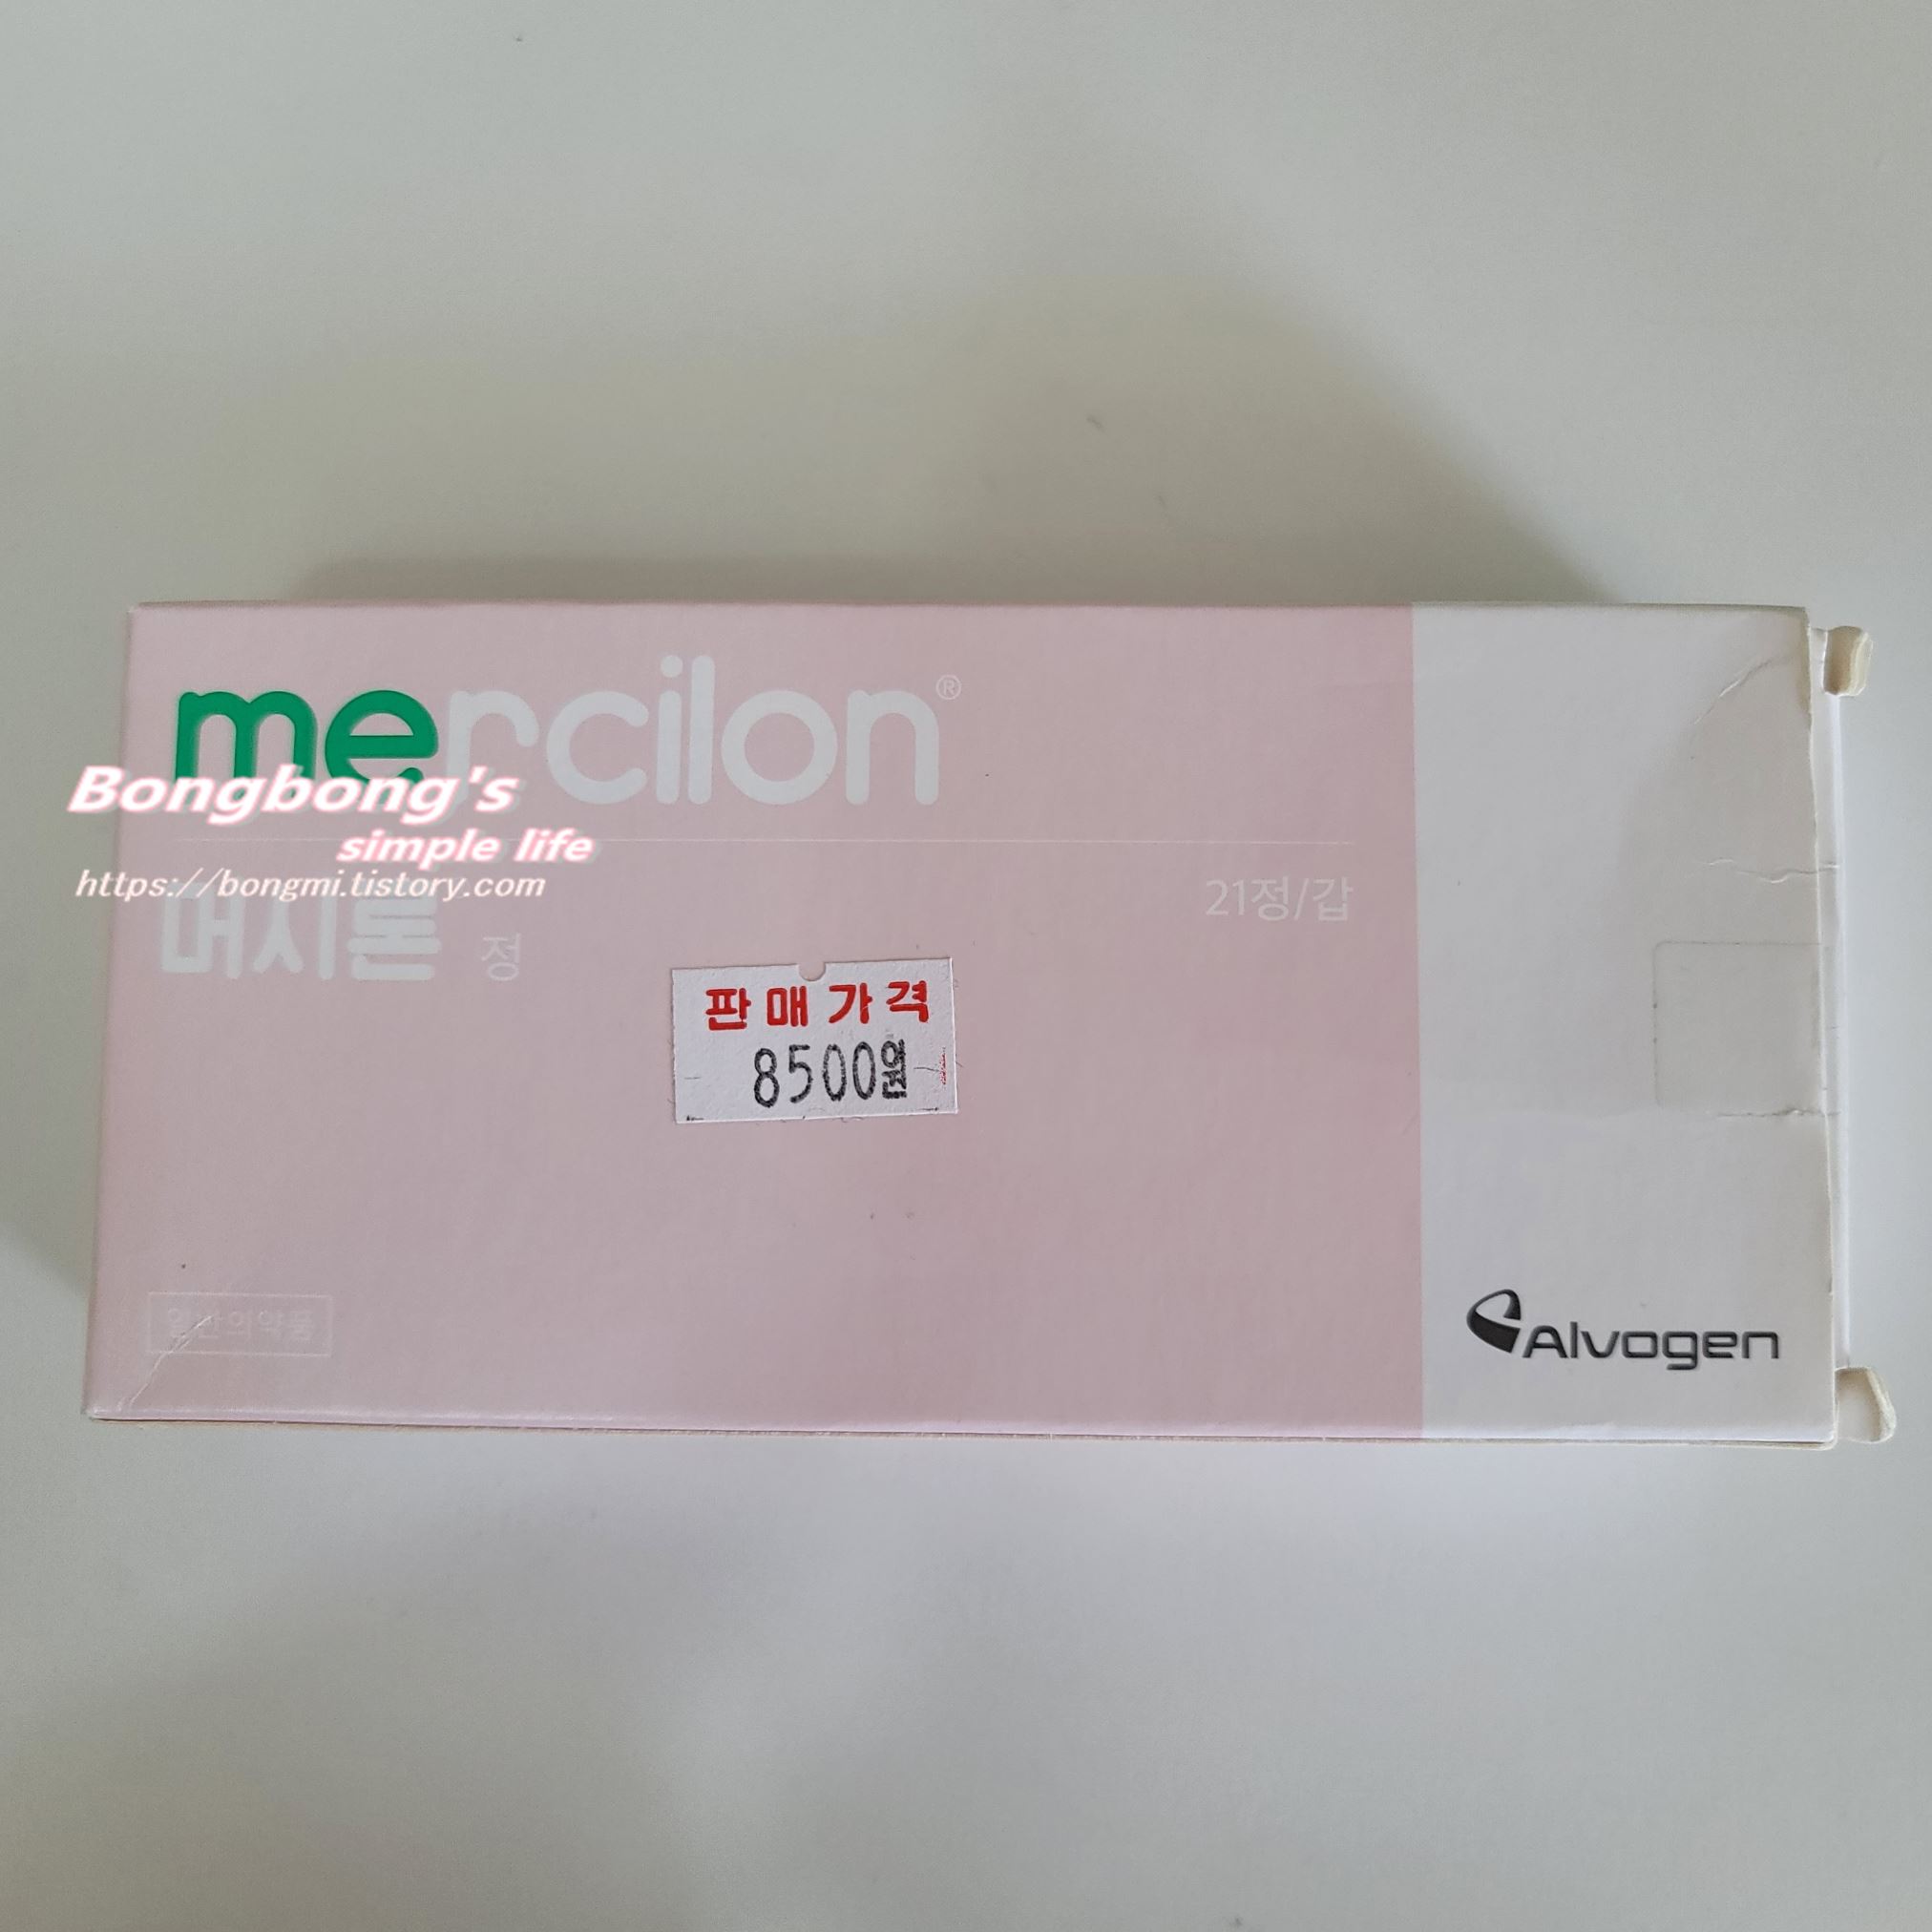 mercilon®
Bongbong's
simple life
https://bongmi.tistory.com
머시론 정
21정/갑
판매가격
8500원
일반의약품
Alvogen